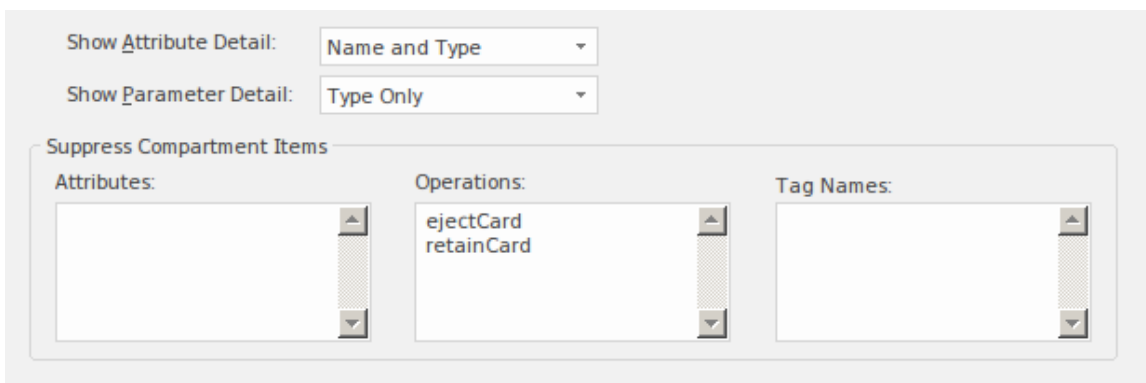 Show Attribute Detail: Name and Type
Show Parameter Detail: Type Only
Suppress Compartment Items
Attributes: Operations: Tag Names:
ejectCard
retainCard